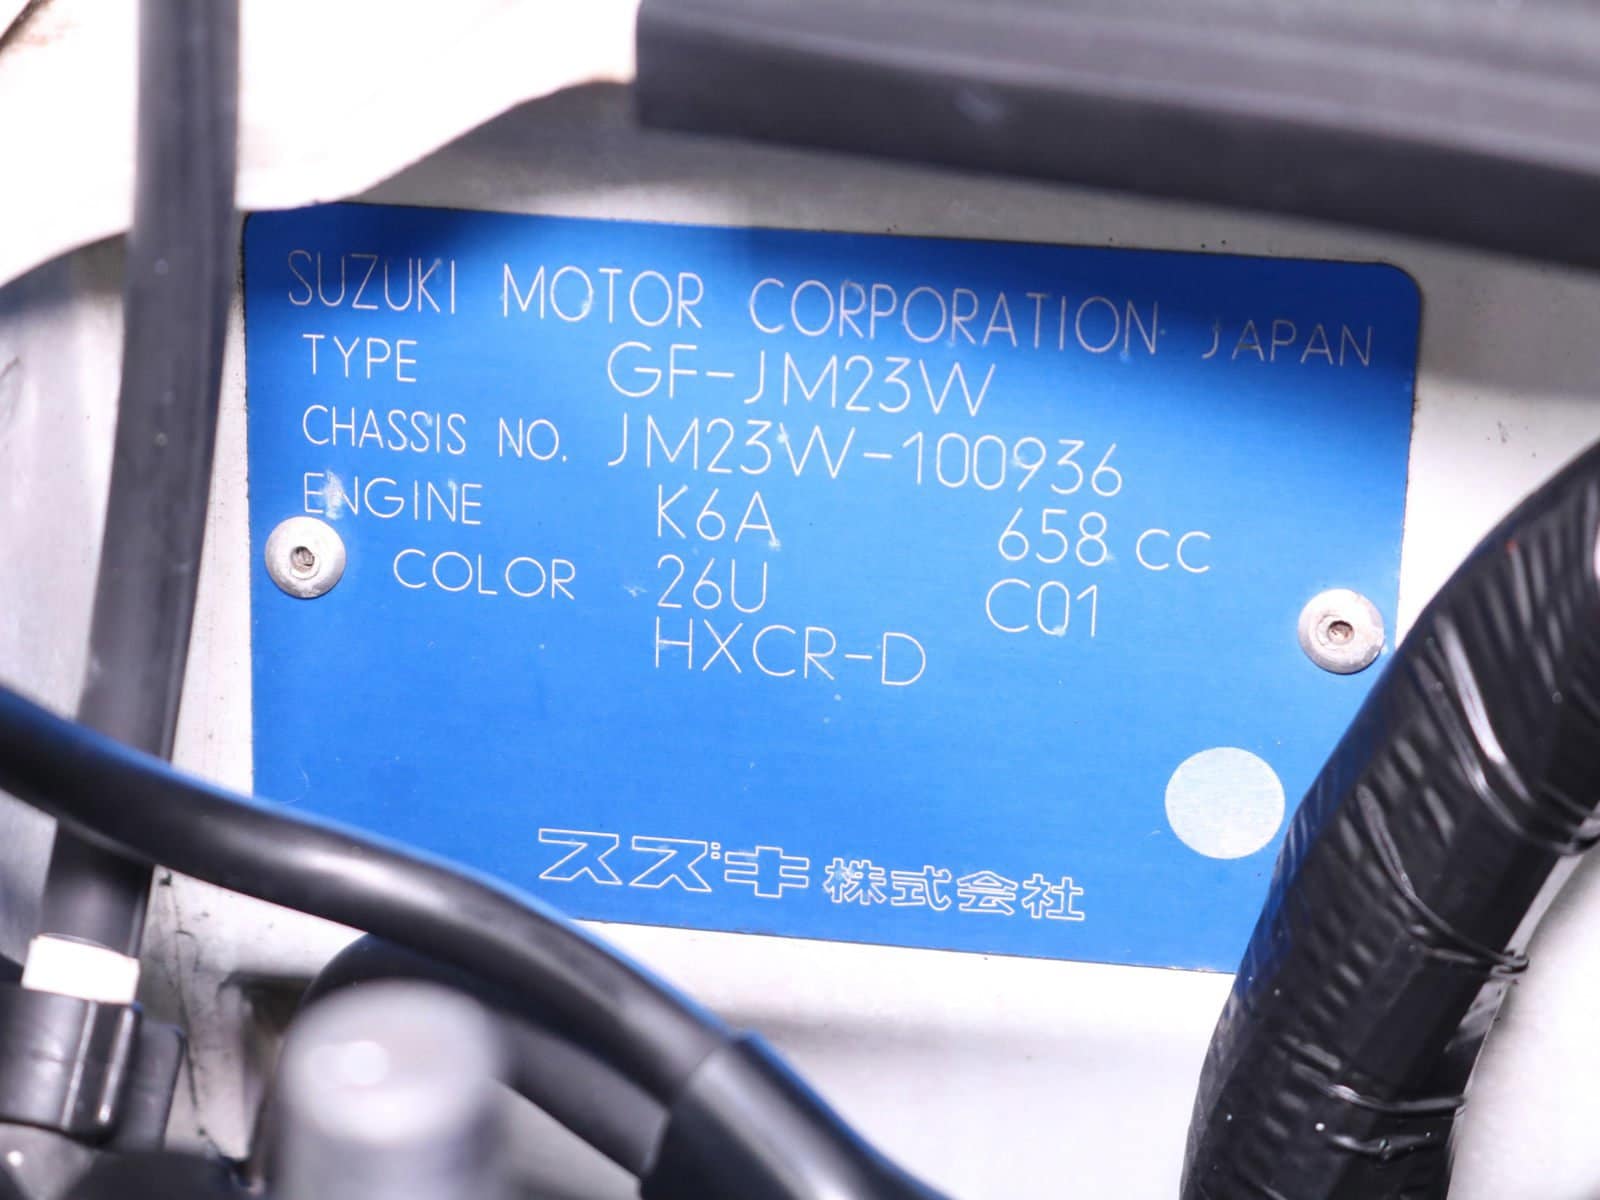 SUZUKI MOTOR CORPORATION JAPAN
TYPE GF-JM23W
CHASSIS NO. JM23W-100936
ENGINE K6A 658 CC
COLOR 26U C01
HXCR-D
スズキ株式会社